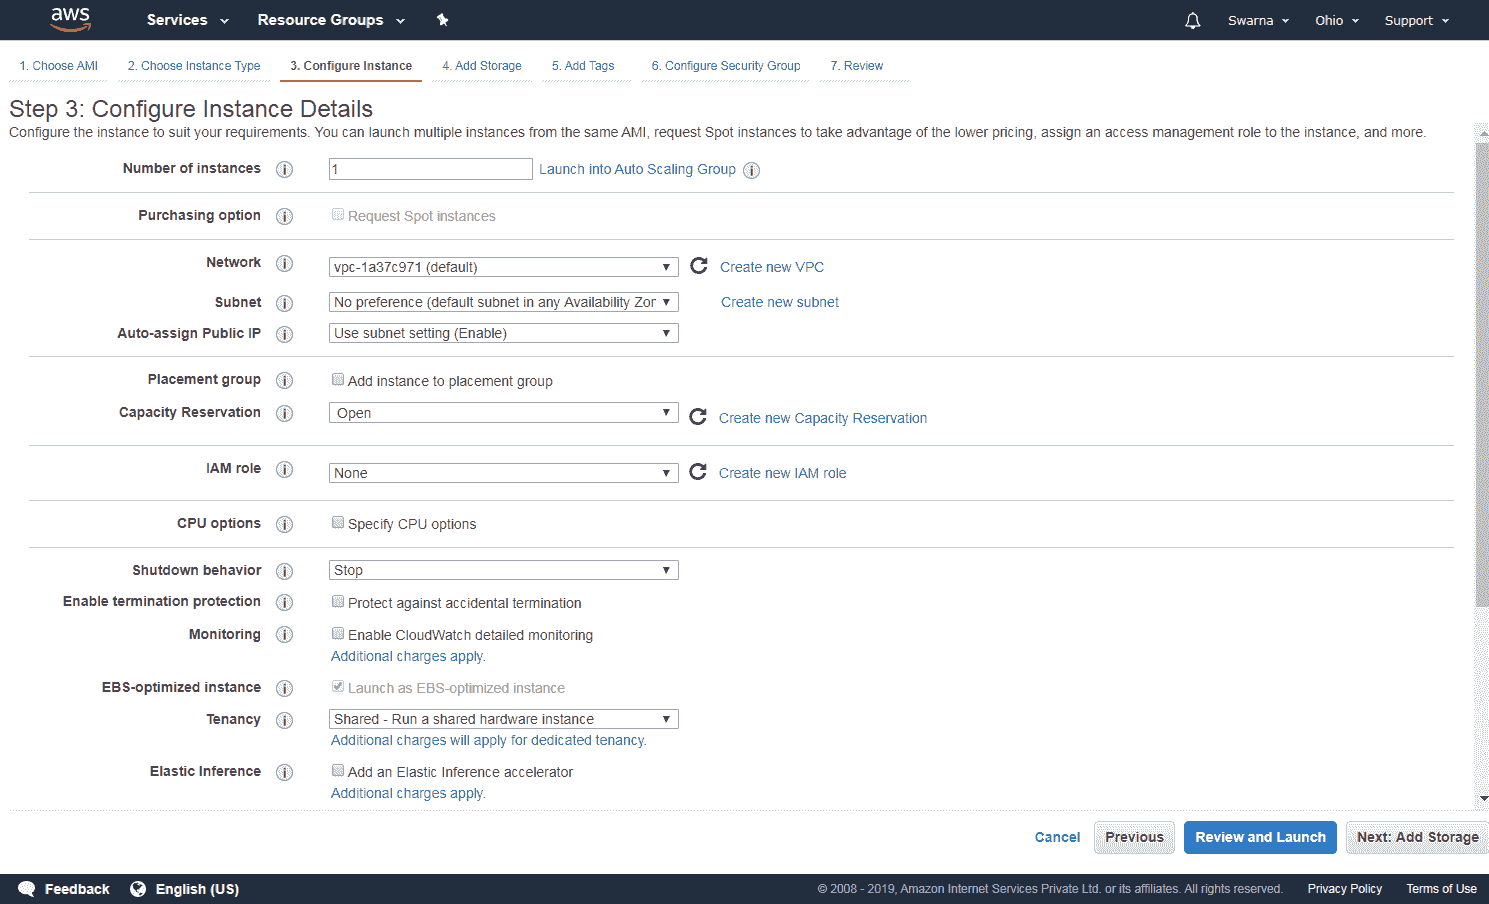 aws Services Resource Groups Swarna Ohio Support
1. Choose AMI 2. Choose Instance Type 3. Configure Instance 4. Add Storage 5. Add Tags 6. Configure Security Group 7. Review
Step 3: Configure Instance Details
Configure the instance to suit your requirements. You can launch multiple instances from the same AMI, request Spot instances to take advantage of the lower pricing, assign an access management role to the instance, and more.
Number of instances 1 Launch into Auto Scaling Group
Purchasing option Request Spot instances
Network vpc-1a37c971 (default) Create new VPC
Subnet No preference (default subnet in any Availability Zor Create new subnet
Auto-assign Public IP Use subnet setting (Enable)
Placement group Add instance to placement group
Capacity Reservation Open Create new Capacity Reservation
IAM role None Create new IAM role
CPU options Specify CPU options
Shutdown behavior Stop
Enable termination protection Protect against accidental termination
Monitoring Enable CloudWatch detailed monitoring
Additional charges apply.
EBS-optimized instance Launch as EBS-optimized instance
Tenancy Shared - Run a shared hardware instance
Additional charges will apply for dedicated tenancy.
Elastic Inference Add an Elastic Inference accelerator
Additional charges apply.
Cancel Previous Review and Launch Next: Add Storage
Feedback English (US) © 2008 - 2019, Amazon Internet Services Private Ltd. or its affiliates. All rights reserved. Privacy Policy Terms of Use